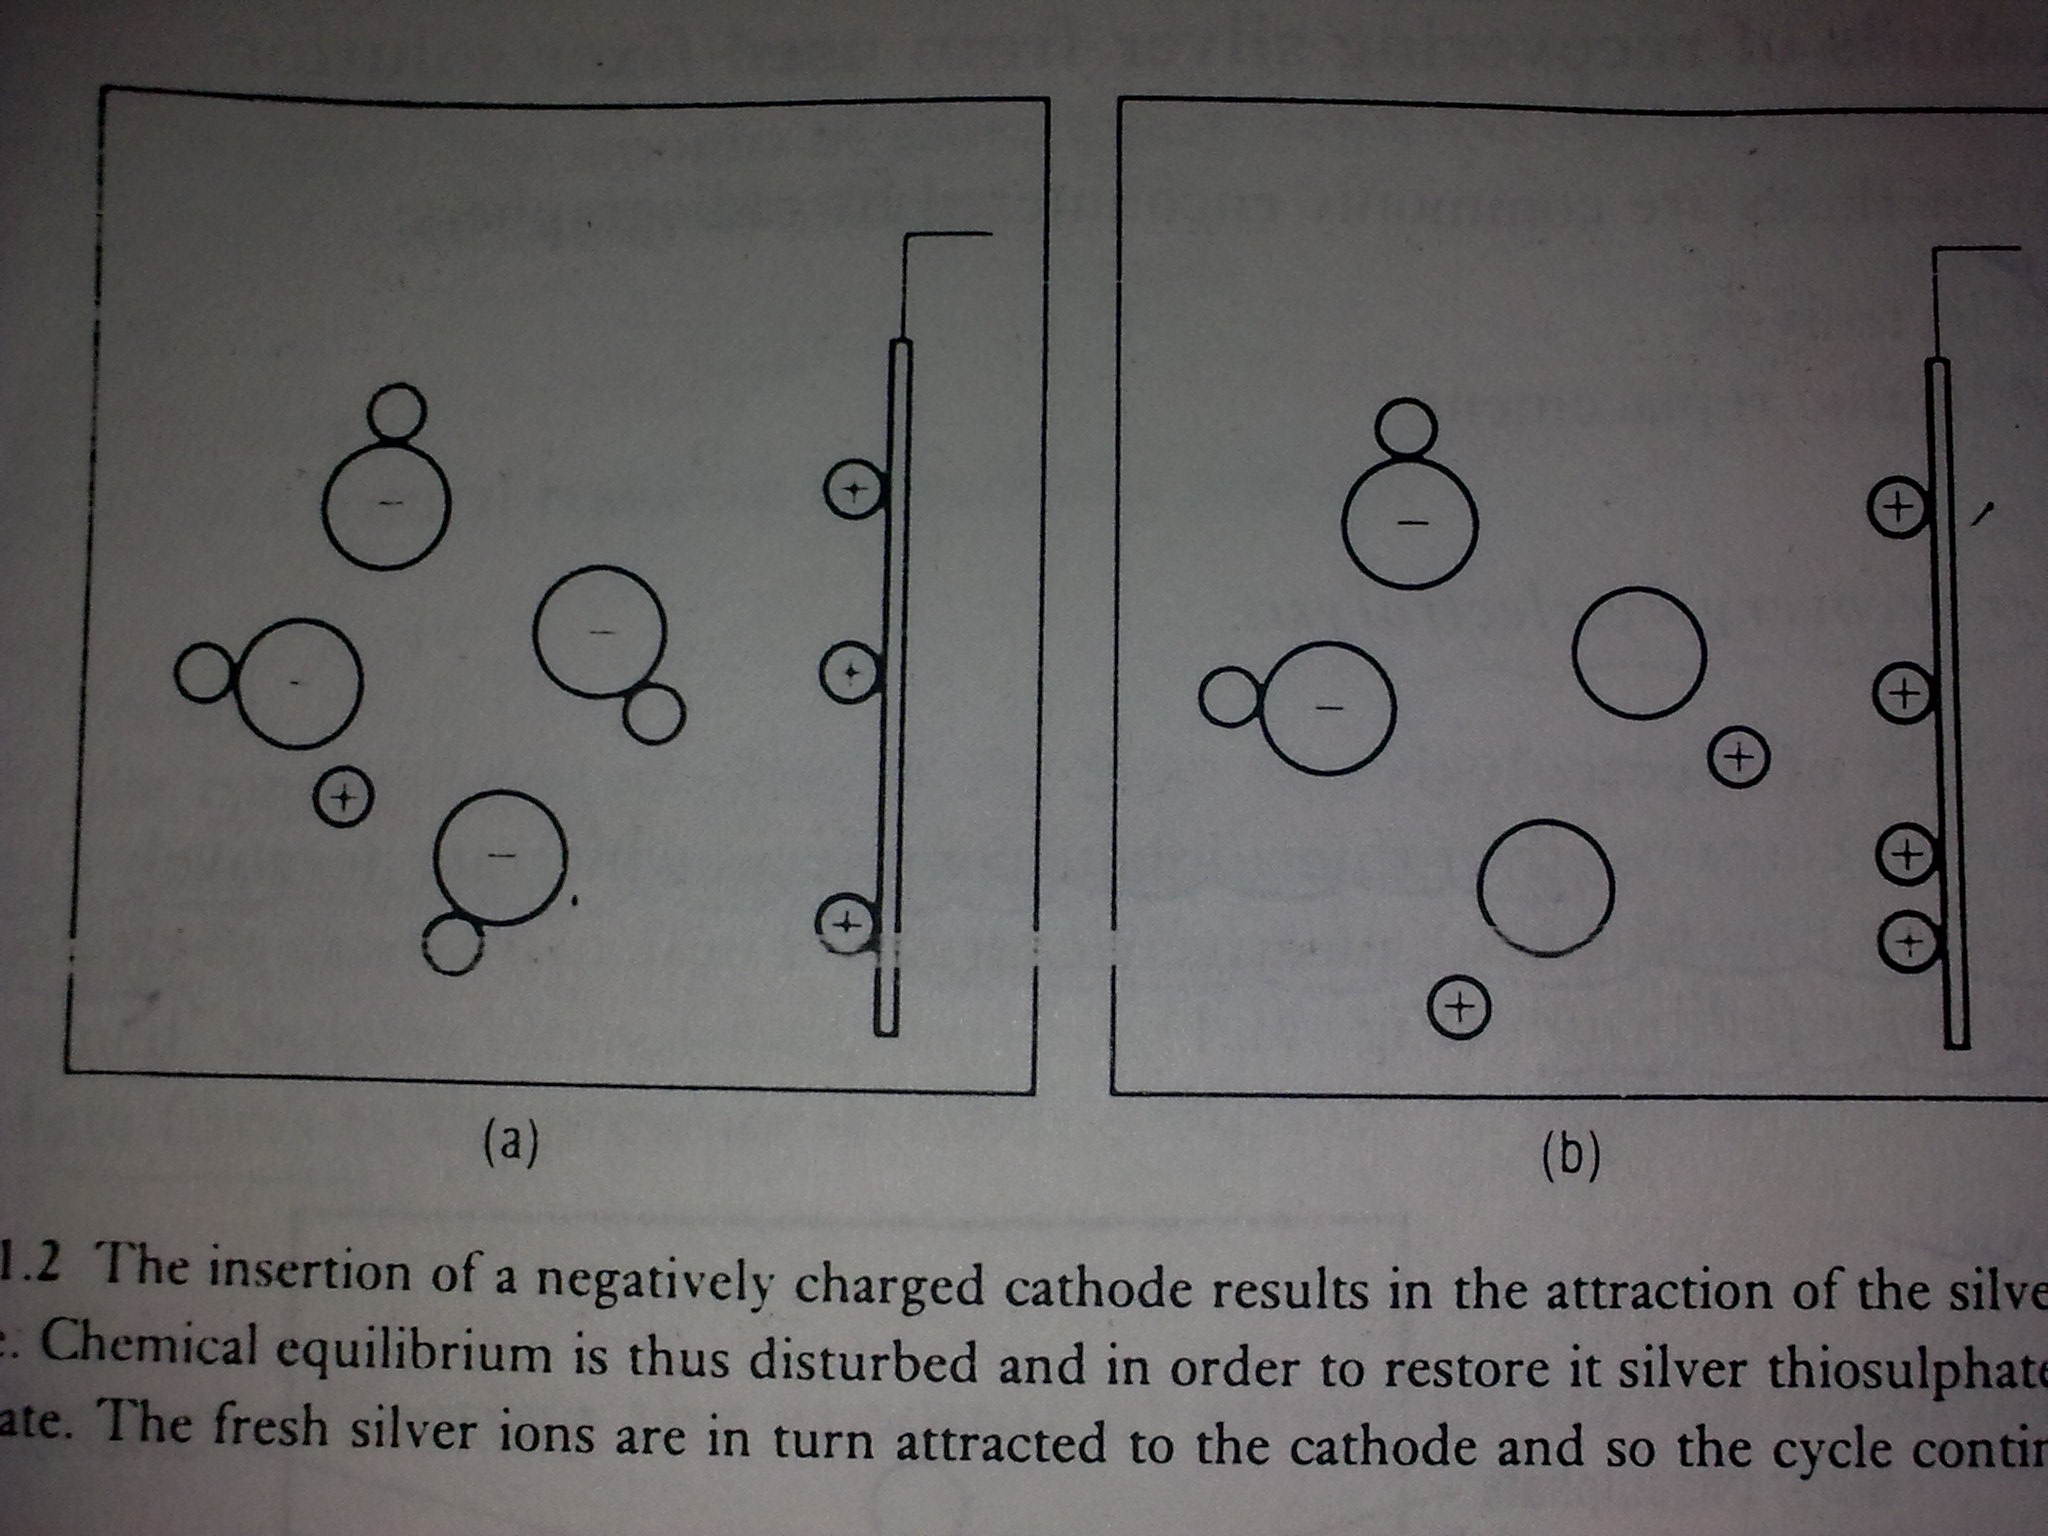 (a)
(b)
1.2 The insertion of a negatively charged cathode results in the attraction of the silve
e. Chemical equilibrium is thus disturbed and in order to restore it silver thiosulphate
ate. The fresh silver ions are in turn attracted to the cathode and so the cycle contin